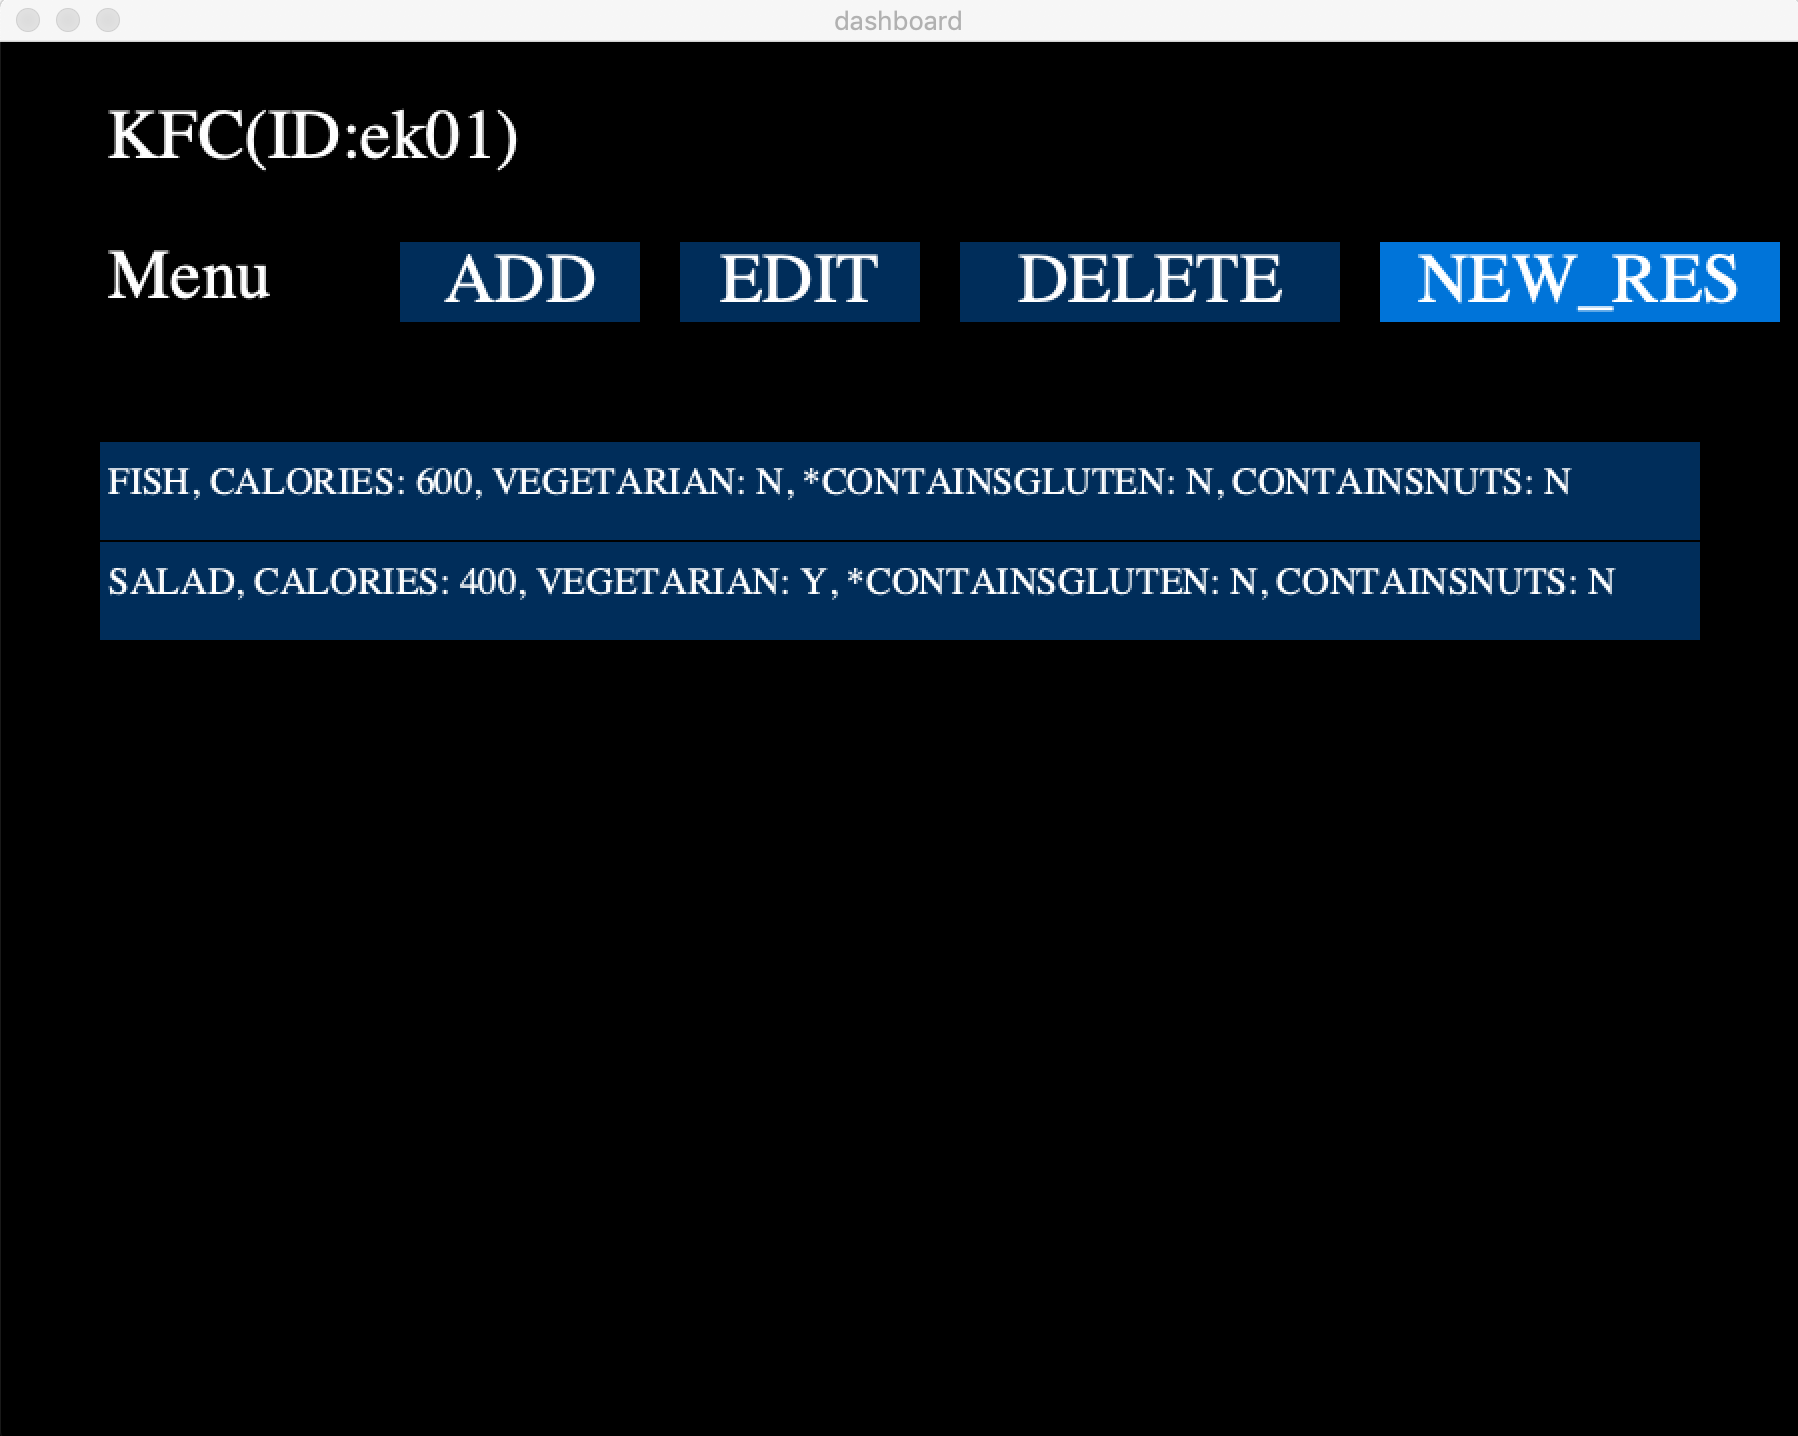 dashboard
KFC(ID:ek01)
Menu ADD EDIT DELETE NEW_RES
FISH, CALORIES: 600, VEGETARIAN: N, *CONTAINSGLUTEN: N, CONTAINSNUTS: N
SALAD, CALORIES: 400, VEGETARIAN: Y, *CONTAINSGLUTEN: N, CONTAINSNUTS: N